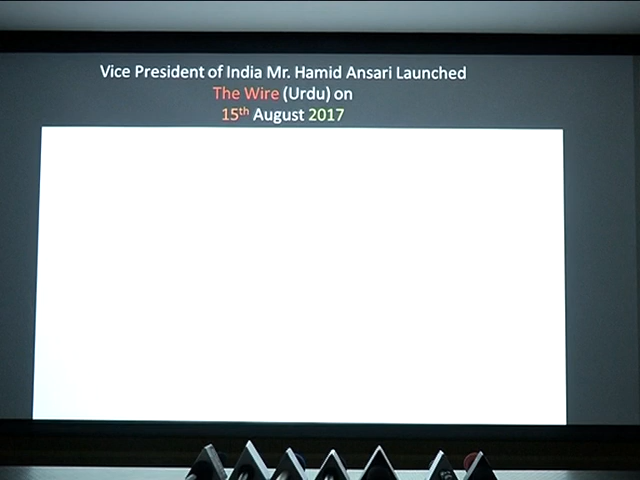 Vice President of India Mr. Hamid Ansari Launched
The Wire (Urdu) on
15th August 2017